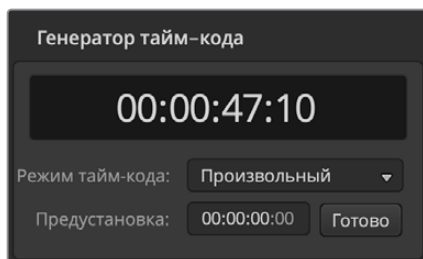 Генератор тайм-кода
00:00:47:10
Режим тайм-кода: Произвольный
Предустановка: 00:00:00:00 Готово